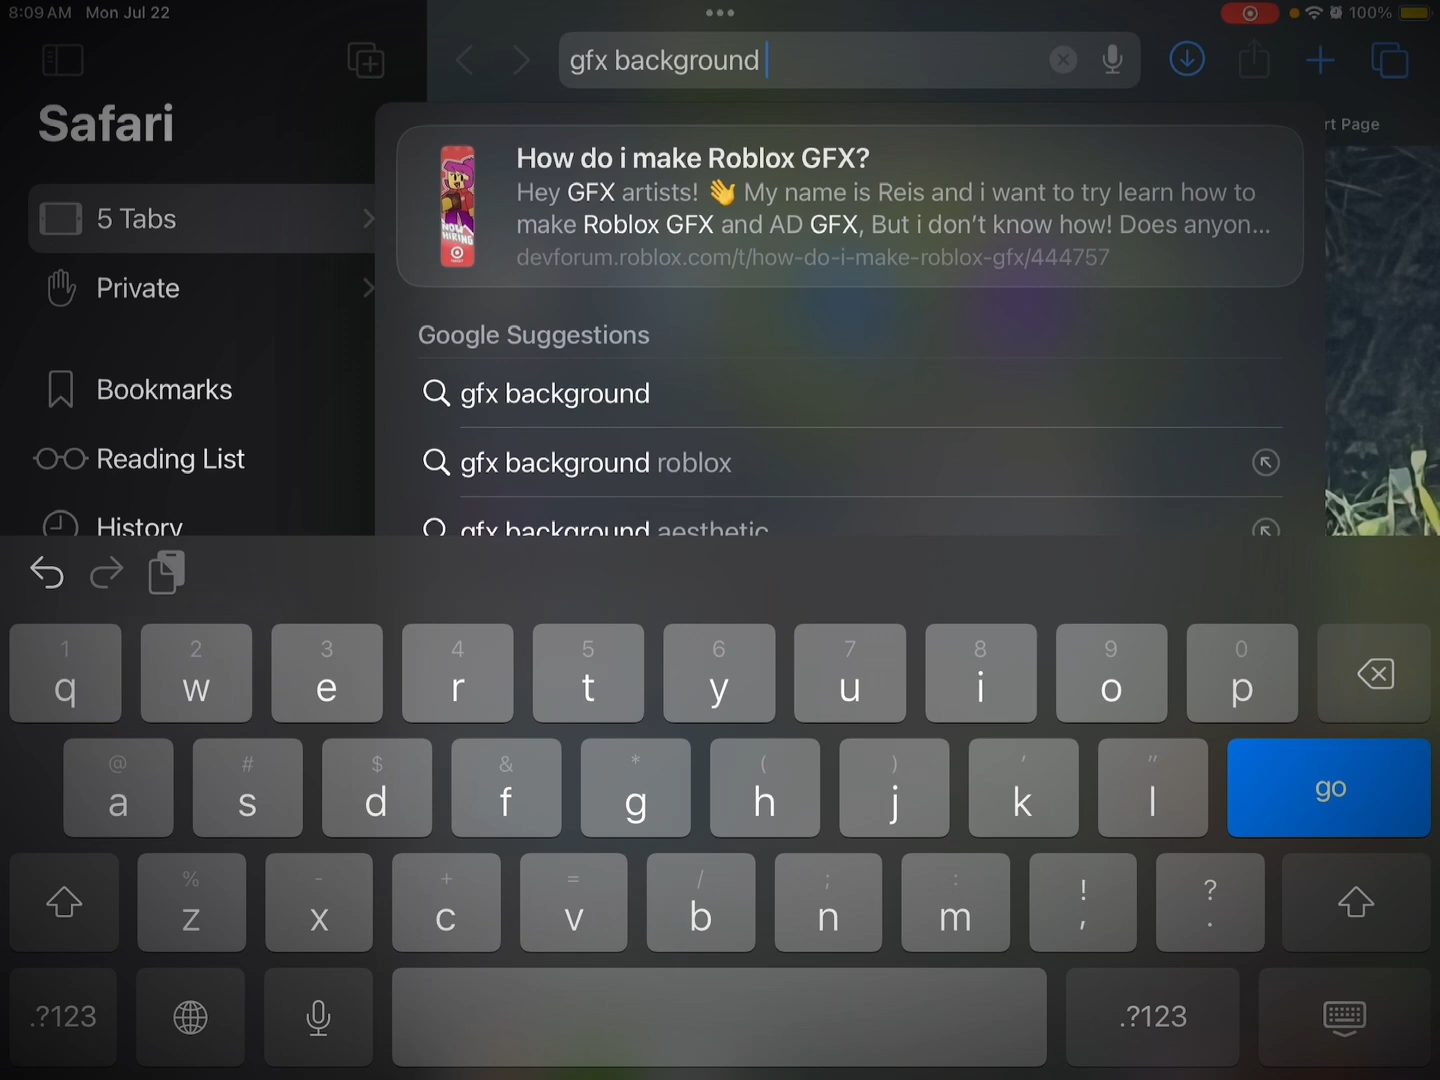 8:09 AM Mon Jul 22
100%
gfx background
Safari
rt Page
How do i make Roblox GFX?
Hey GFX artists! 👋 My name is Reis and i want to try learn how to
make Roblox GFX and AD GFX, But i don’t know how! Does anyon...
devforum.roblox.com/t/how-do-i-make-roblox-gfx/444757
NOW
HIRING
5 Tabs
Private
Google Suggestions
Bookmarks
gfx background
Reading List
gfx background roblox
History
gfx background aesthetic
1 2 3 4 5 6 7 8 9 0
q w e r t y u i o p
@ # $ & * ( ) ' "
a s d f g h j k l go
% - + = / ; : ! ?
z x c v b n m , .
.?123 .?123